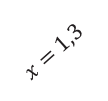 x = 1,3